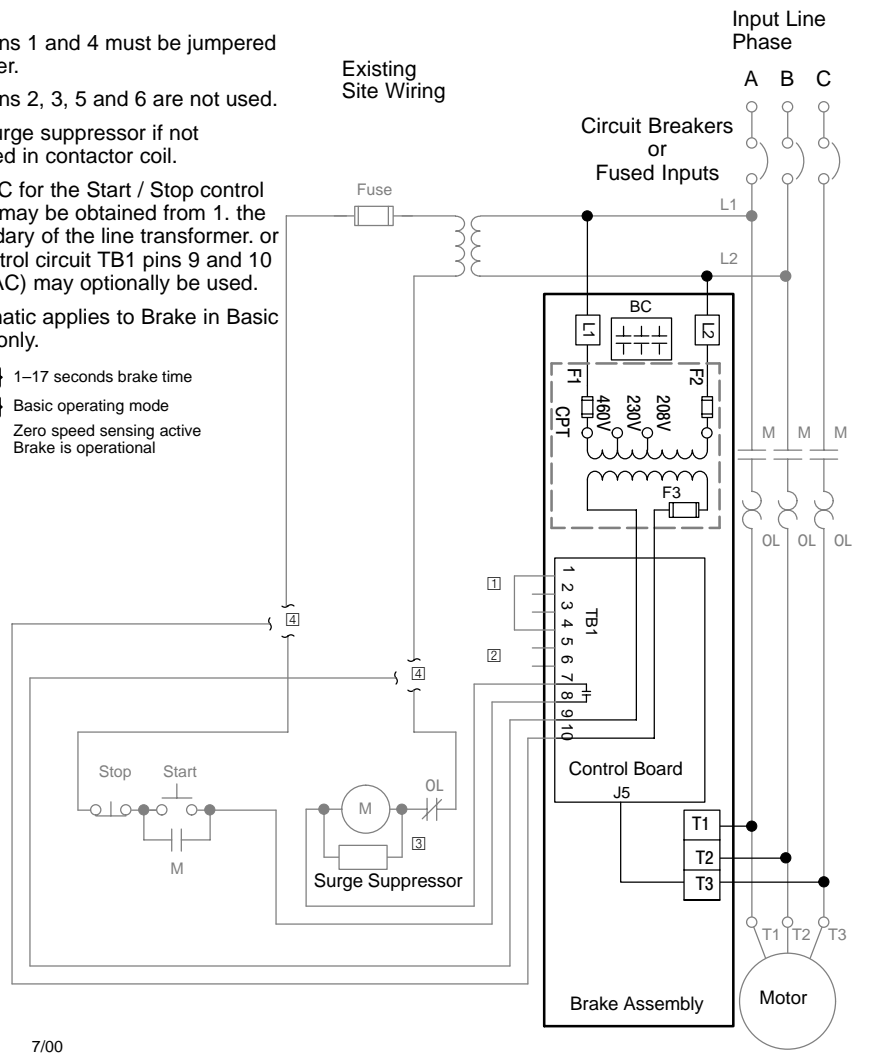 ns 1 and 4 must be jumpered
er.
ns 2, 3, 5 and 6 are not used.
urge suppressor if not
ed in contactor coil.
C for the Start / Stop control
may be obtained from 1. the
dary of the line transformer. or
trol circuit TB1 pins 9 and 10
AC) may optionally be used.
natic applies to Brake in Basic
only.
1–17 seconds brake time
Basic operating mode
Zero speed sensing active
Brake is operational
Existing
Site Wiring
Input Line
Phase
A B C
Circuit Breakers
or
Fused Inputs
Fuse
L1
L2
BC
L1
L2
F1
F2
CPT
460V
230V
208V
F3
M M M
OL OL OL
1
2
3
4
5
6
7
8
9
10
TB1
1
2
4
4
Control Board
J5
Stop Start
M
M
OL
3
Surge Suppressor
T1
T2
T3
T1 T2 T3
Motor
Brake Assembly
7/00